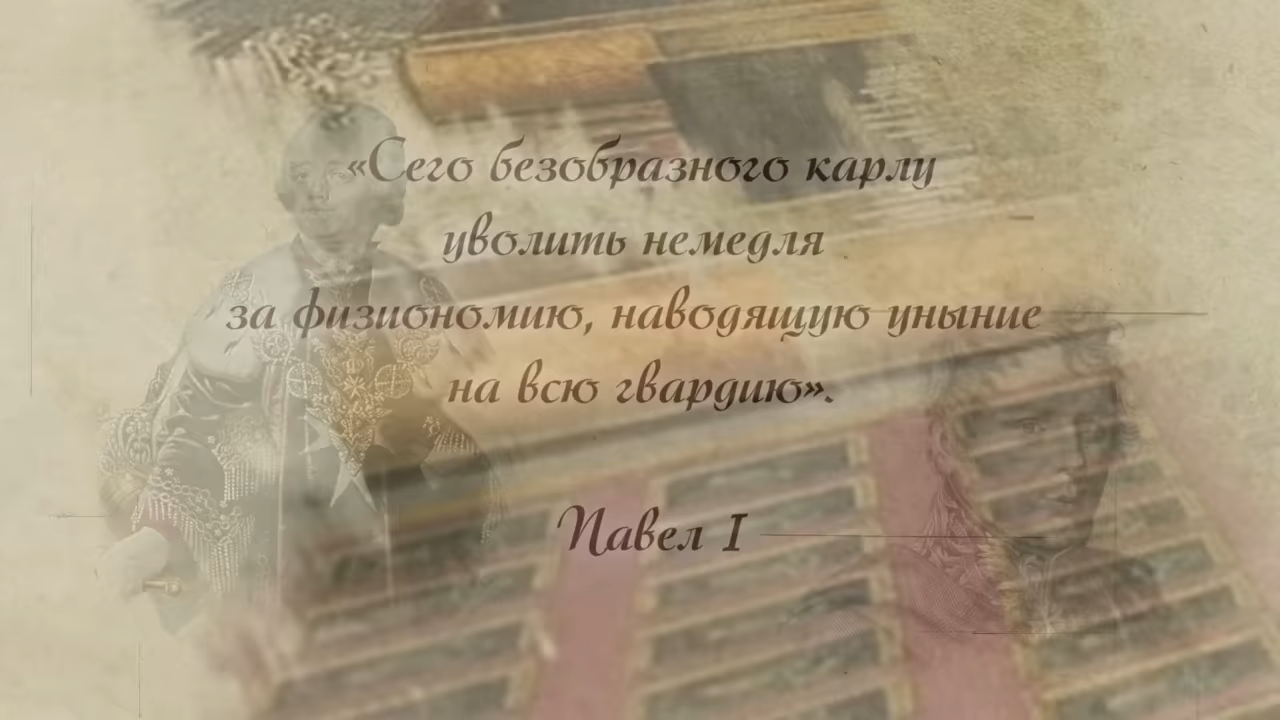 «Сего безобразного карлу
уволить немедля
за физиономию, наводящую уныние
на всю гвардию».
Павел I